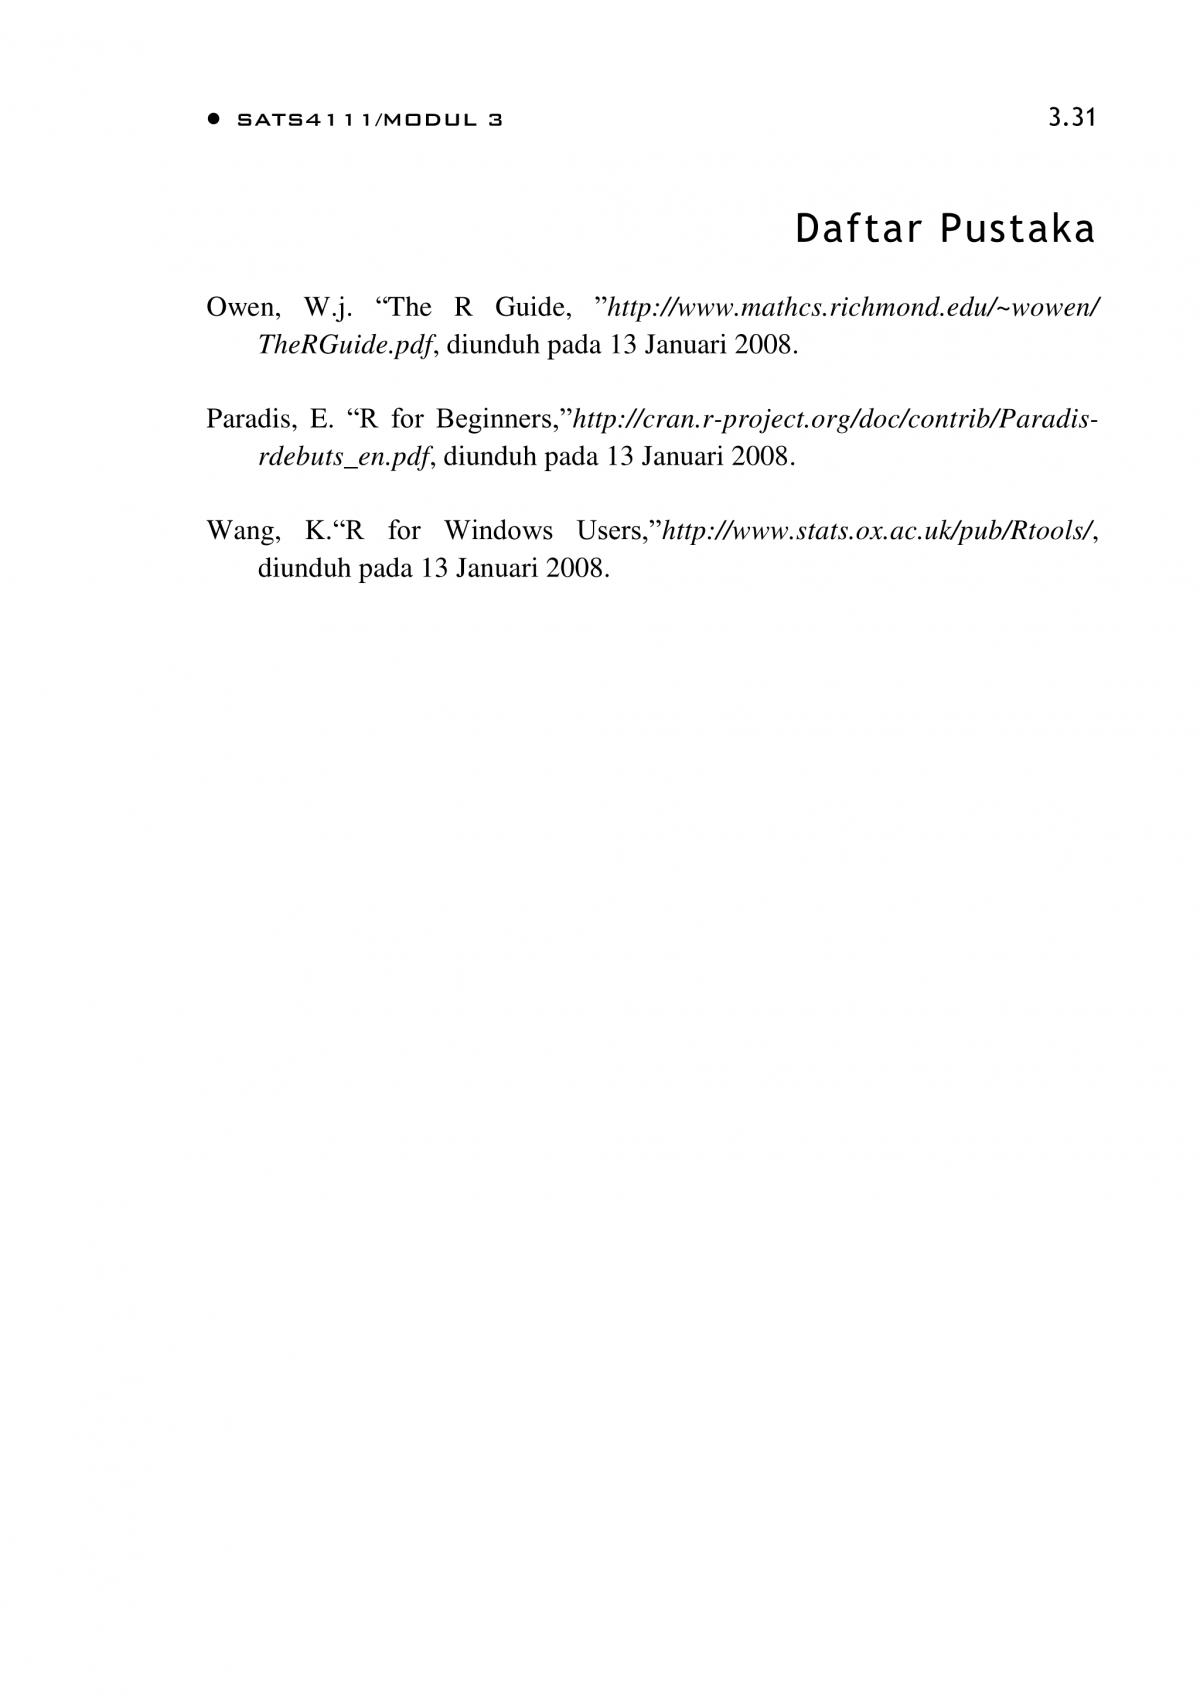 ● SATS4111/MODUL 3 3.31
Daftar Pustaka
Owen, W.j. “The R Guide, ”http://www.mathcs.richmond.edu/~wowen/
TheRGuide.pdf, diunduh pada 13 Januari 2008.
Paradis, E. “R for Beginners,”http://cran.r-project.org/doc/contrib/Paradis-
rdebuts_en.pdf, diunduh pada 13 Januari 2008.
Wang, K.“R for Windows Users,”http://www.stats.ox.ac.uk/pub/Rtools/,
diunduh pada 13 Januari 2008.